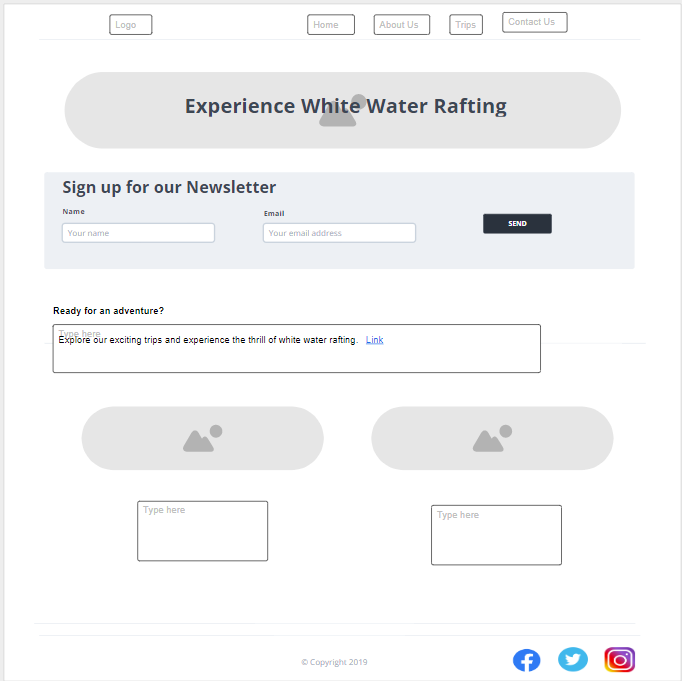 Logo
Home
About Us
Trips
Contact Us
Experience White Water Rafting
Sign up for our Newsletter
Name
Email
Your name
Your email address
SEND
Ready for an adventure?
Type here
Explore our exciting trips and experience the thrill of white water rafting. Link
Type here
Type here
© Copyright 2019